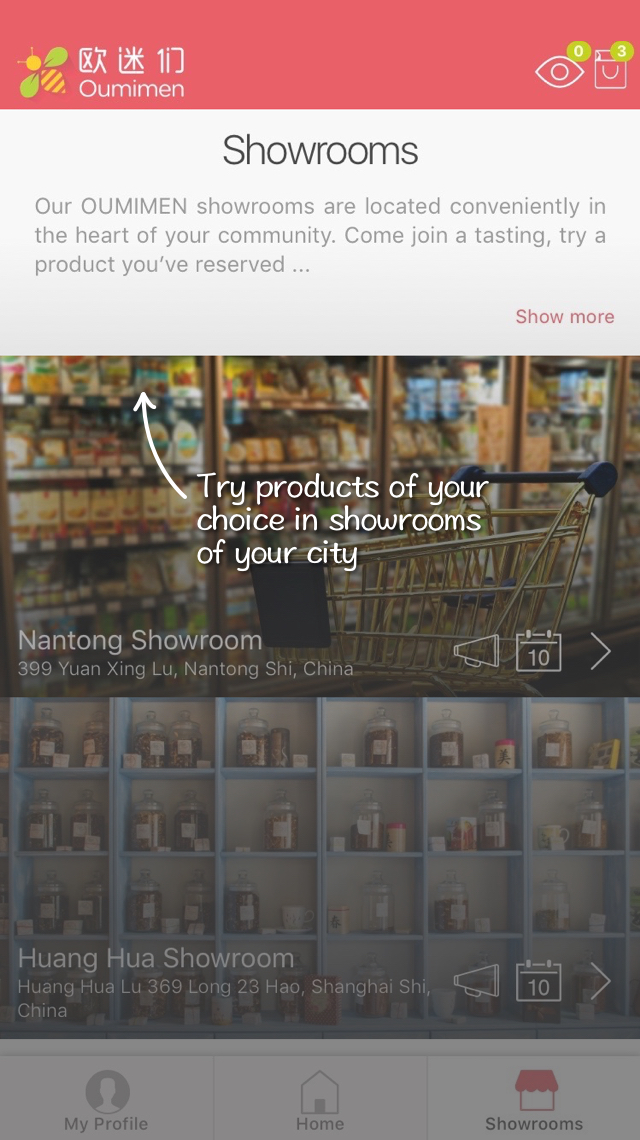 欧迷们
Oumimen
0
3
Showrooms
Our OUMIMEN showrooms are located conveniently in
the heart of your community. Come join a tasting, try a
product you’ve reserved ...
Show more
Try products of your
choice in showrooms
of your city
Nantong Showroom
399 Yuan Xing Lu, Nantong Shi, China
10
Huang Hua Showroom
Huang Hua Lu 369 Long 23 Hao, Shanghai Shi,
China
10
My Profile
Home
Showrooms